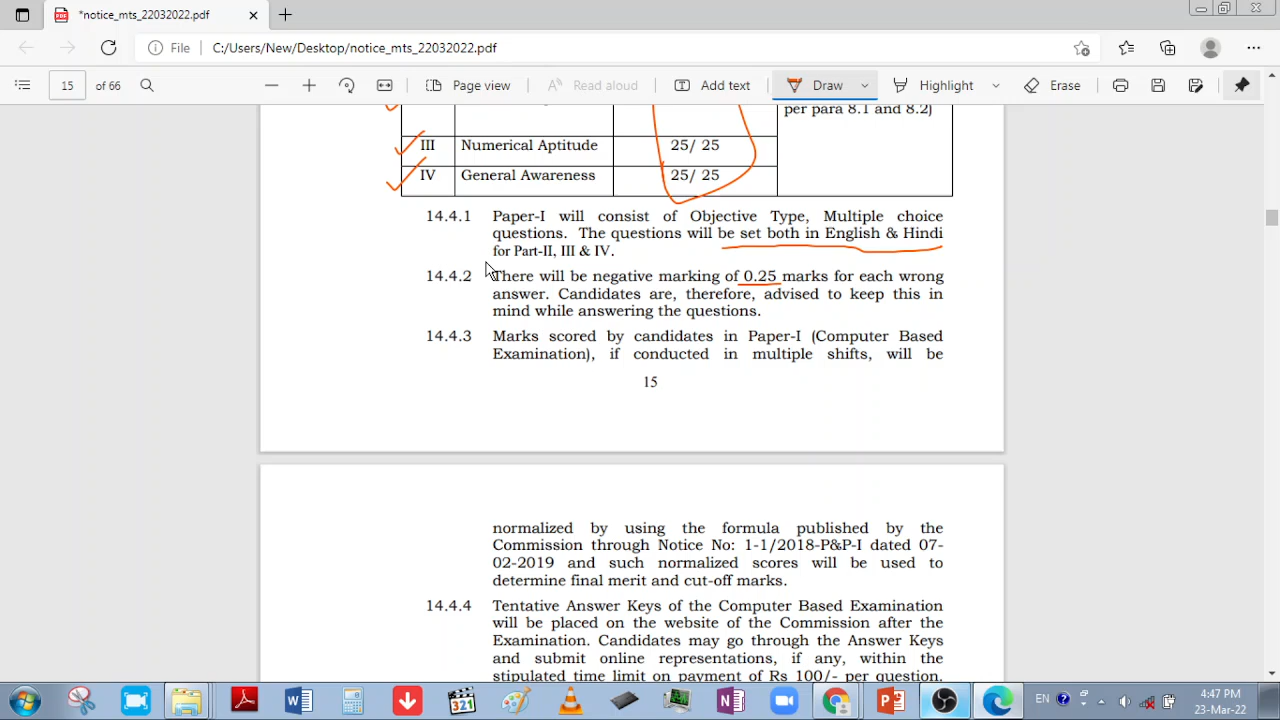 *notice_mts_22032022.pdf
File C:/Users/New/Desktop/notice_mts_22032022.pdf
15 of 66 Page view Read aloud Add text Draw Highlight Erase
per para 8.1 and 8.2)
III Numerical Aptitude 25/ 25
IV General Awareness 25/ 25
14.4.1 Paper-I will consist of Objective Type, Multiple choice
questions. The questions will be set both in English & Hindi
for Part-II, III & IV.
14.4.2 There will be negative marking of 0.25 marks for each wrong
answer. Candidates are, therefore, advised to keep this in
mind while answering the questions.
14.4.3 Marks scored by candidates in Paper-I (Computer Based
Examination), if conducted in multiple shifts, will be
15
normalized by using the formula published by the
Commission through Notice No: 1-1/2018-P&P-I dated 07-
02-2019 and such normalized scores will be used to
determine final merit and cut-off marks.
14.4.4 Tentative Answer Keys of the Computer Based Examination
will be placed on the website of the Commission after the
Examination. Candidates may go through the Answer Keys
and submit online representations, if any, within the
stipulated time limit on payment of Rs 100/- per question.
EN 4:47 PM
23-Mar-22